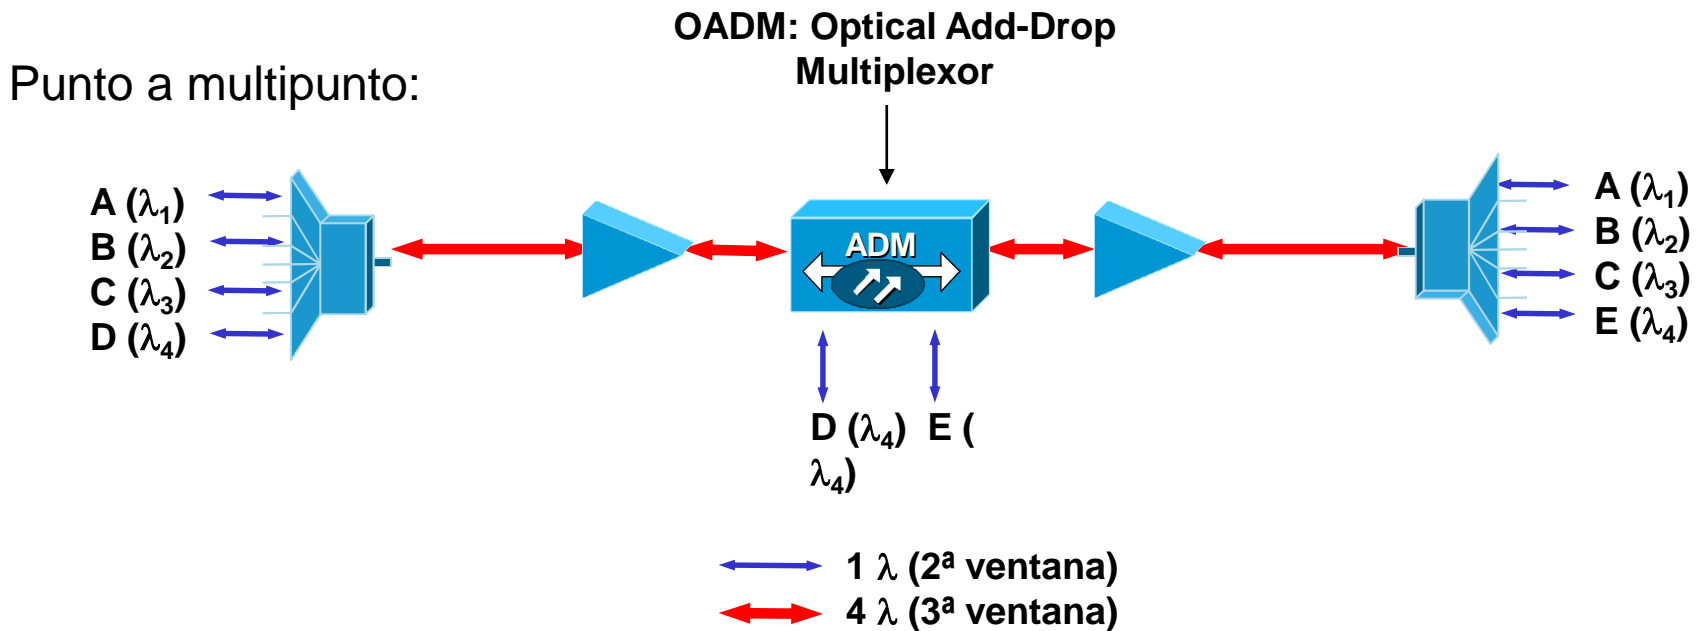 OADM: Optical Add-Drop
Multiplexor
Punto a multipunto:
A (λ1)
B (λ2)
C (λ3)
D (λ4)
ADM
A (λ1)
B (λ2)
C (λ3)
E (λ4)
D (λ4) E (
λ4)
1 λ (2ª ventana)
4 λ (3ª ventana)